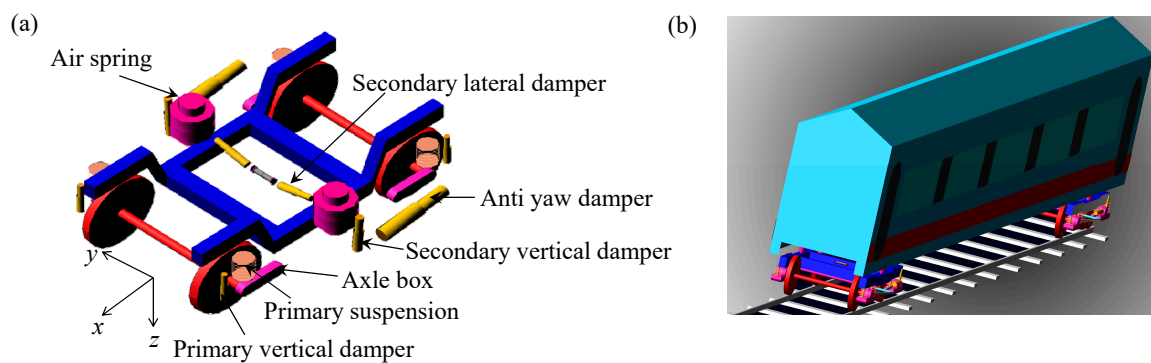 (a)
(b)
Air spring
Secondary lateral damper
Anti yaw damper
Secondary vertical damper
Axle box
Primary suspension
Primary vertical damper
y
x
z